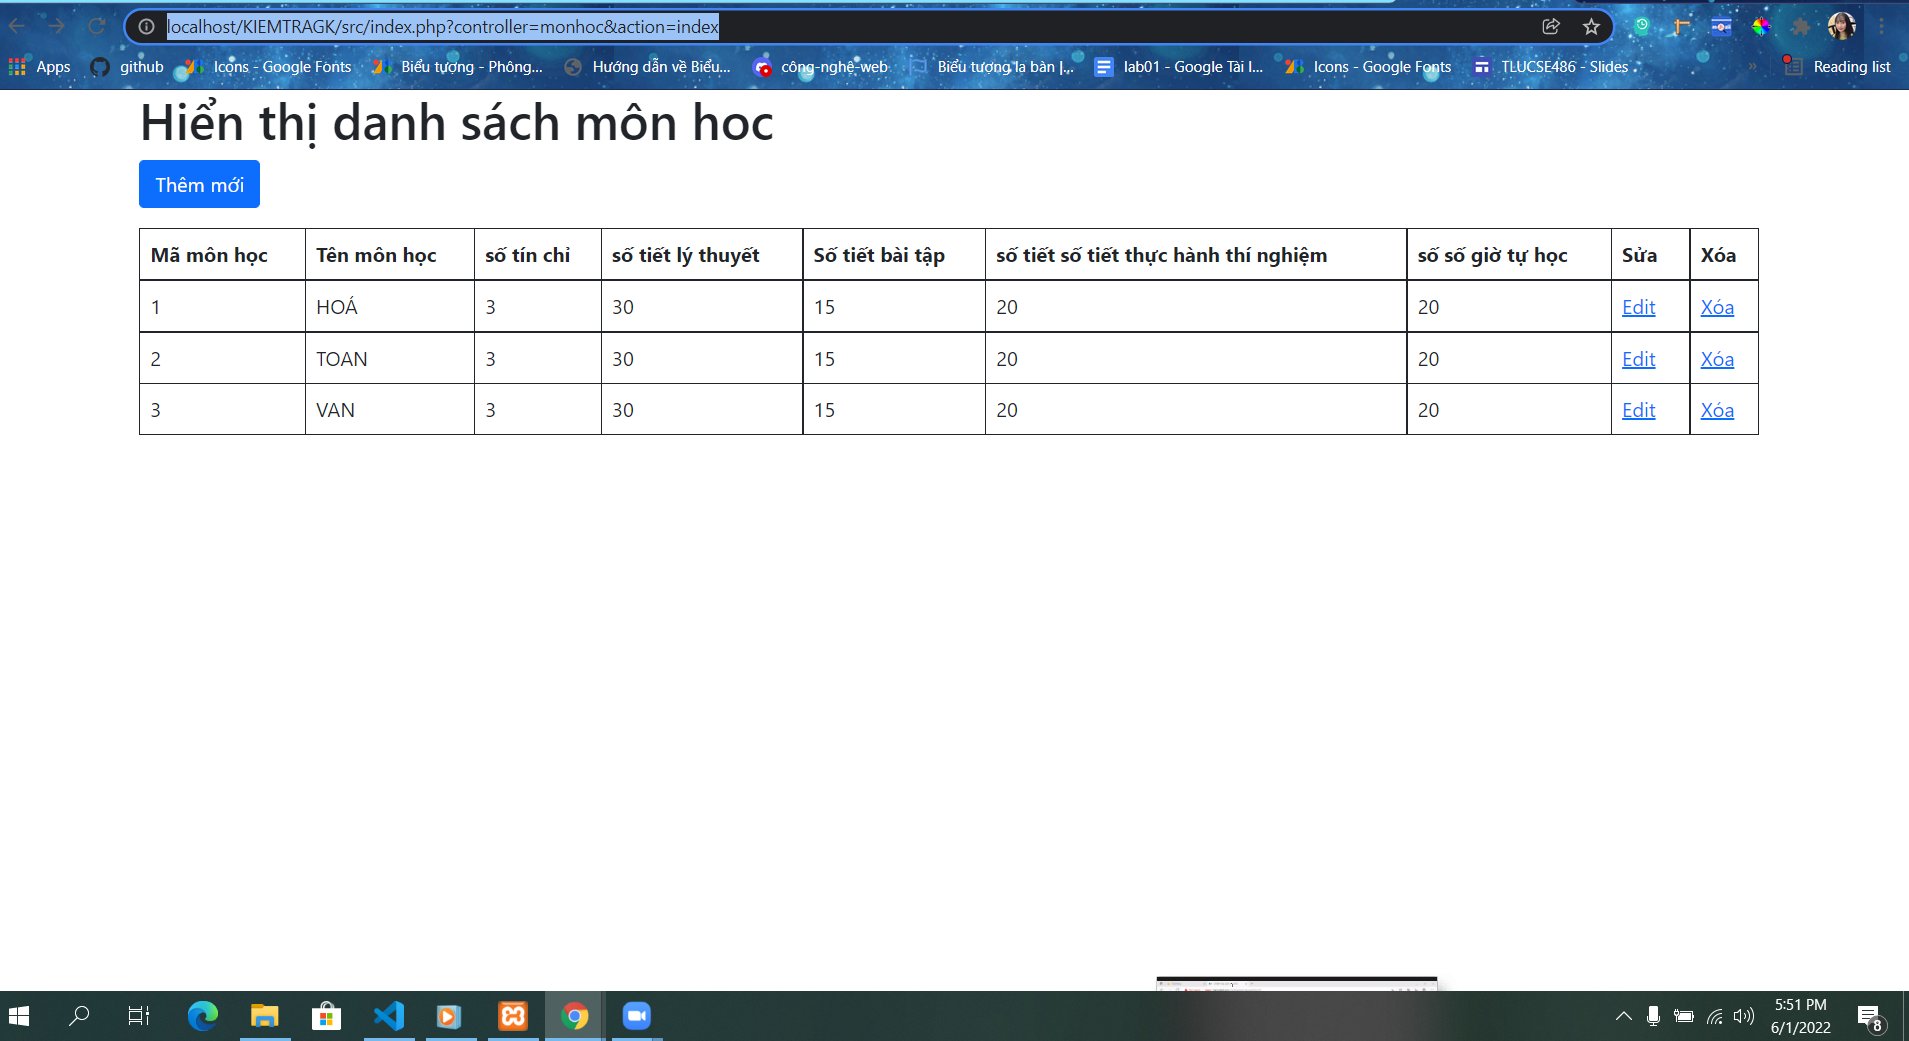 localhost/KIEMTRAGK/src/index.php?controller=monhoc&action=index
Apps github Icons - Google Fonts Biểu tượng - Phông... Hướng dẫn về Biểu... công-nghệ-web Biểu tượng la bàn |... lab01 - Google Tài l... Icons - Google Fonts TLUCSE486 - Slides » Reading list
Hiển thị danh sách môn hoc
Thêm mới
Mã môn học Tên môn học số tín chỉ số tiết lý thuyết Số tiết bài tập số tiết số tiết thực hành thí nghiệm số số giờ tự học Sửa Xóa
1 HOÁ 3 30 15 20 20 Edit Xóa
2 TOAN 3 30 15 20 20 Edit Xóa
3 VAN 3 30 15 20 20 Edit Xóa
5:51 PM
6/1/2022
8